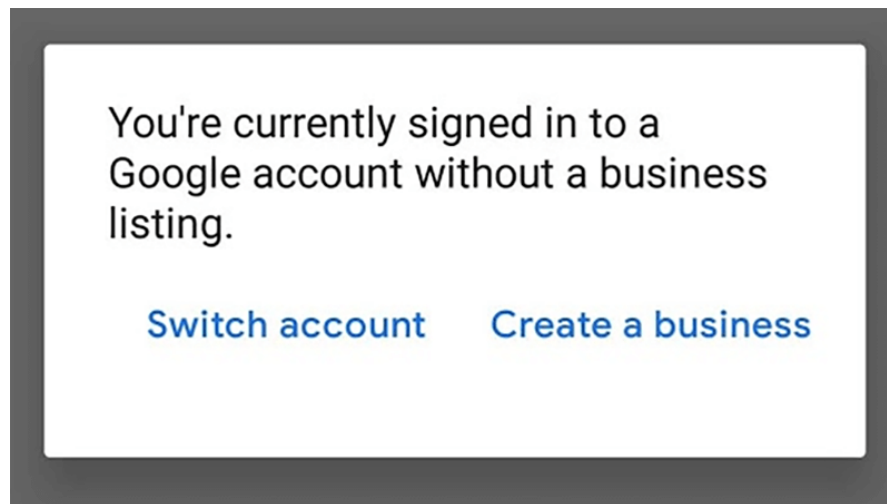 You're currently signed in to a
Google account without a business
listing.
Switch account Create a business